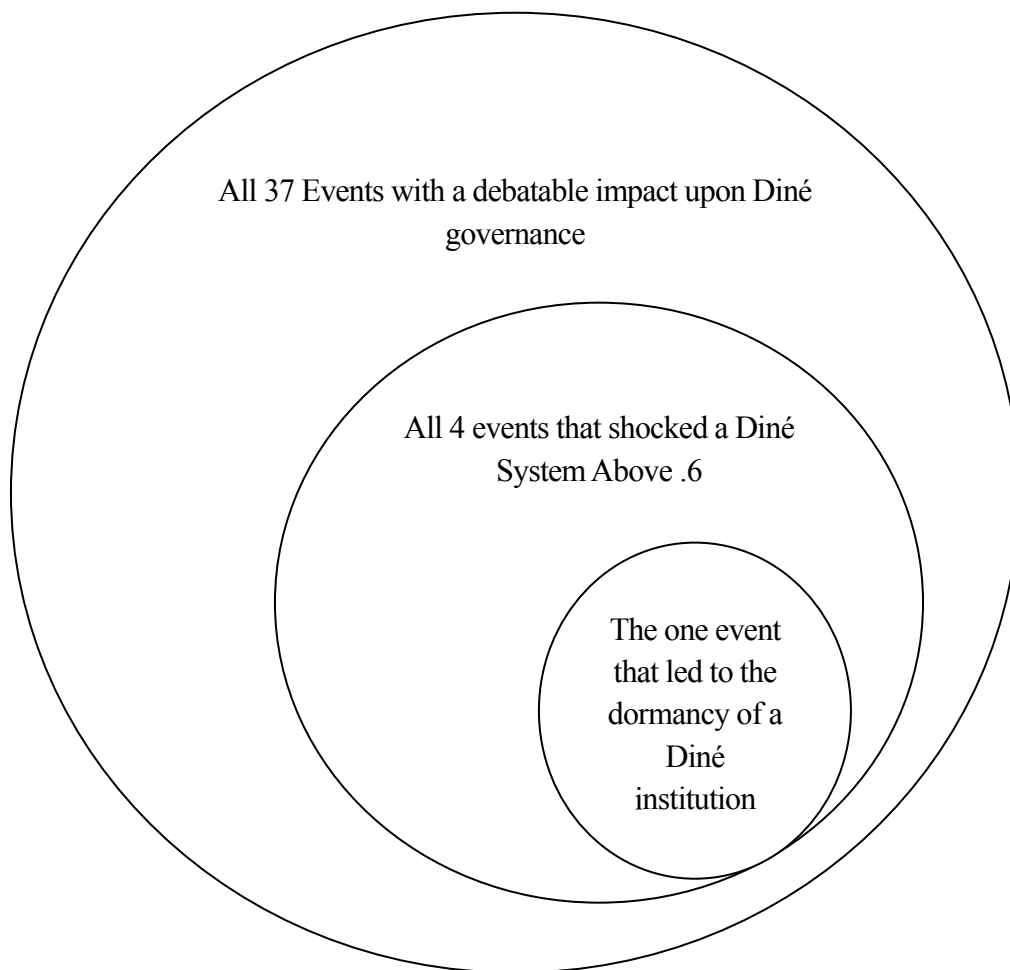 All 37 Events with a debatable impact upon Diné
governance
All 4 events that shocked a Diné
System Above .6
The one event
that led to the
dormancy of a
Diné
institution